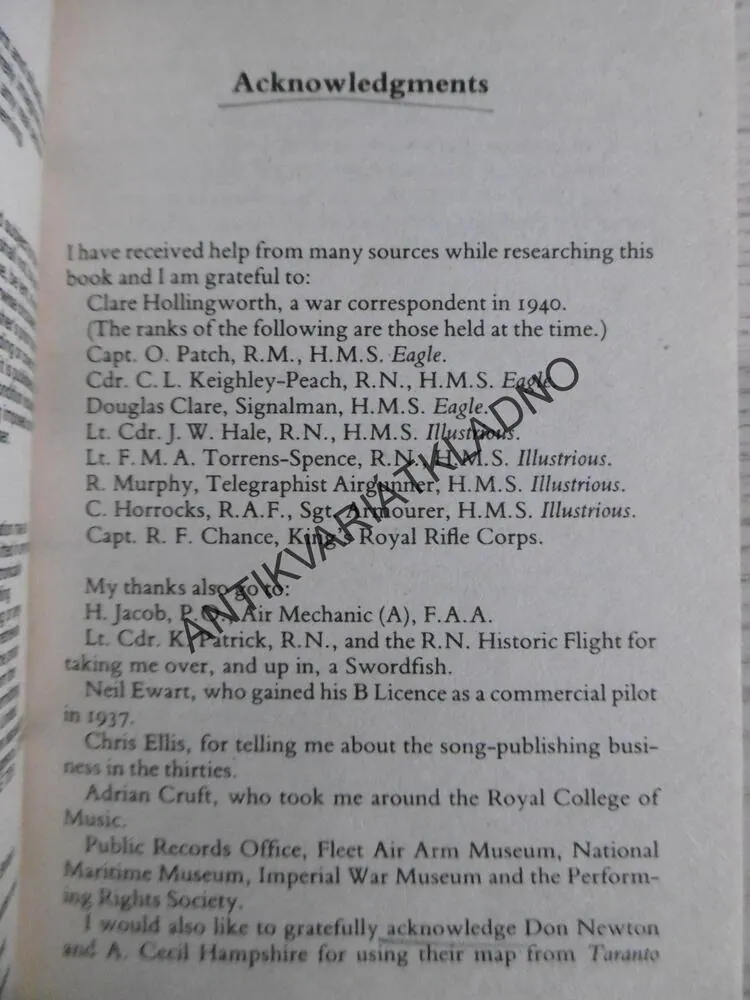 Acknowledgments
I have received help from many sources while researching this
book and I am grateful to:
Clare Hollingworth, a war correspondent in 1940.
(The ranks of the following are those held at the time.)
Capt. O. Patch, R.M., H.M.S. Eagle.
Cdr. C. L. Keighley-Peach, R.N., H.M.S. Eagle.
Douglas Clare, Signalman, H.M.S. Eagle.
Lt. Cdr. J. W. Hale, R.N., H.M.S. Illustrious.
Lt. F. M. A. Torrens-Spence, R.N., H.M.S. Illustrious.
R. Murphy, Telegraphist Airgunner, H.M.S. Illustrious.
C. Horrocks, R.A.F., Sgt. Armourer, H.M.S. Illustrious.
Capt. R. F. Chance, King's Royal Rifle Corps.
My thanks also go to:
H. Jacob, P.O. Air Mechanic (A), F.A.A.
Lt. Cdr. K. Patrick, R.N., and the R.N. Historic Flight for
taking me over, and up in, a Swordfish.
Neil Ewart, who gained his B Licence as a commercial pilot
in 1937.
Chris Ellis, for telling me about the song-publishing busi-
ness in the thirties.
Adrian Cruft, who took me around the Royal College of
Music.
Public Records Office, Fleet Air Arm Museum, National
Maritime Museum, Imperial War Museum and the Perform-
ing Rights Society.
I would also like to gratefully acknowledge Don Newton
and A. Cecil Hampshire for using their map from Taranto
ANTIKVARIÁT KLADNO